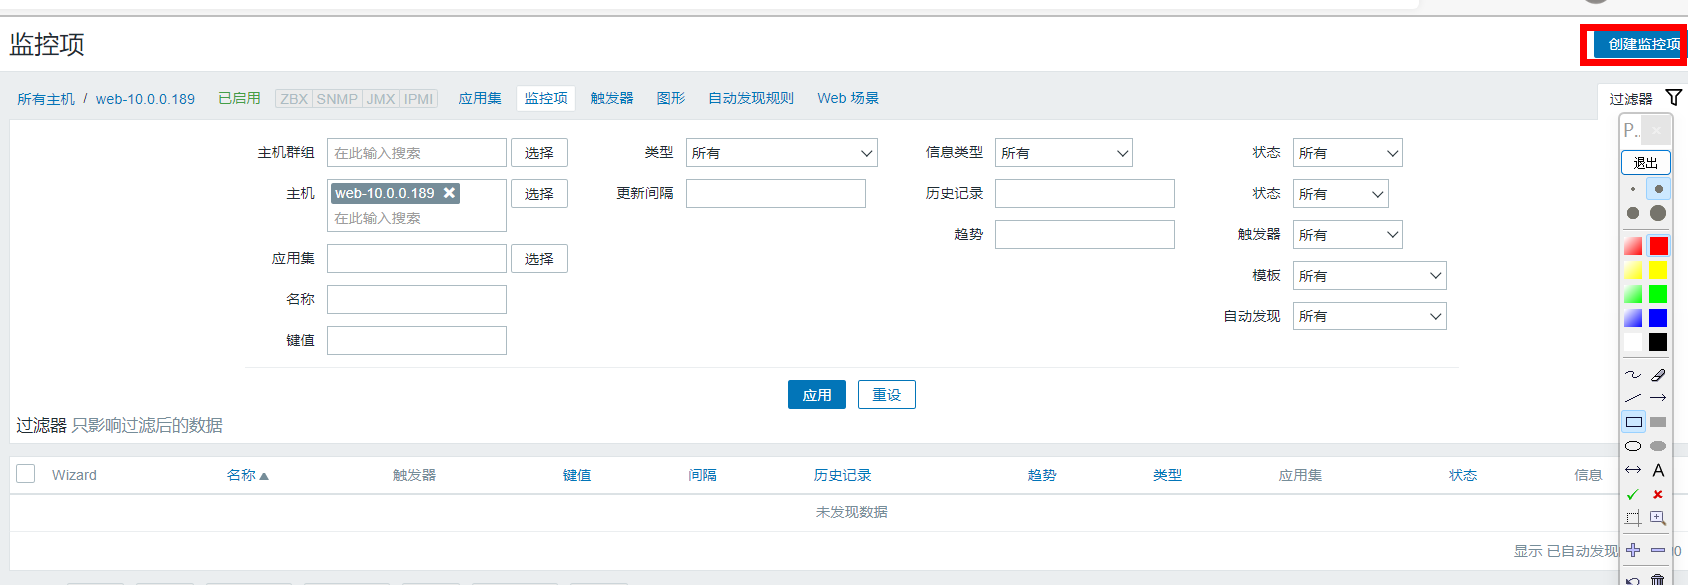 监控项
创建监控项
所有主机 / web-10.0.0.189 已启用 ZBX SNMP JMX IPMI 应用集 监控项 触发器 图形 自动发现规则 Web 场景
过滤器
P..
退出
主机群组 在此输入搜索 选择 类型 所有 信息类型 所有 状态 所有
主机 web-10.0.0.189 在此输入搜索 选择 更新间隔 历史记录 状态 所有
趋势 触发器 所有
应用集 选择 模板 所有
名称 自动发现 所有
键值
应用 重设
过滤器 只影响过滤后的数据
Wizard 名称 触发器 键值 间隔 历史记录 趋势 类型 应用集 状态 信息
A
未发现数据
显示 已自动发现 0